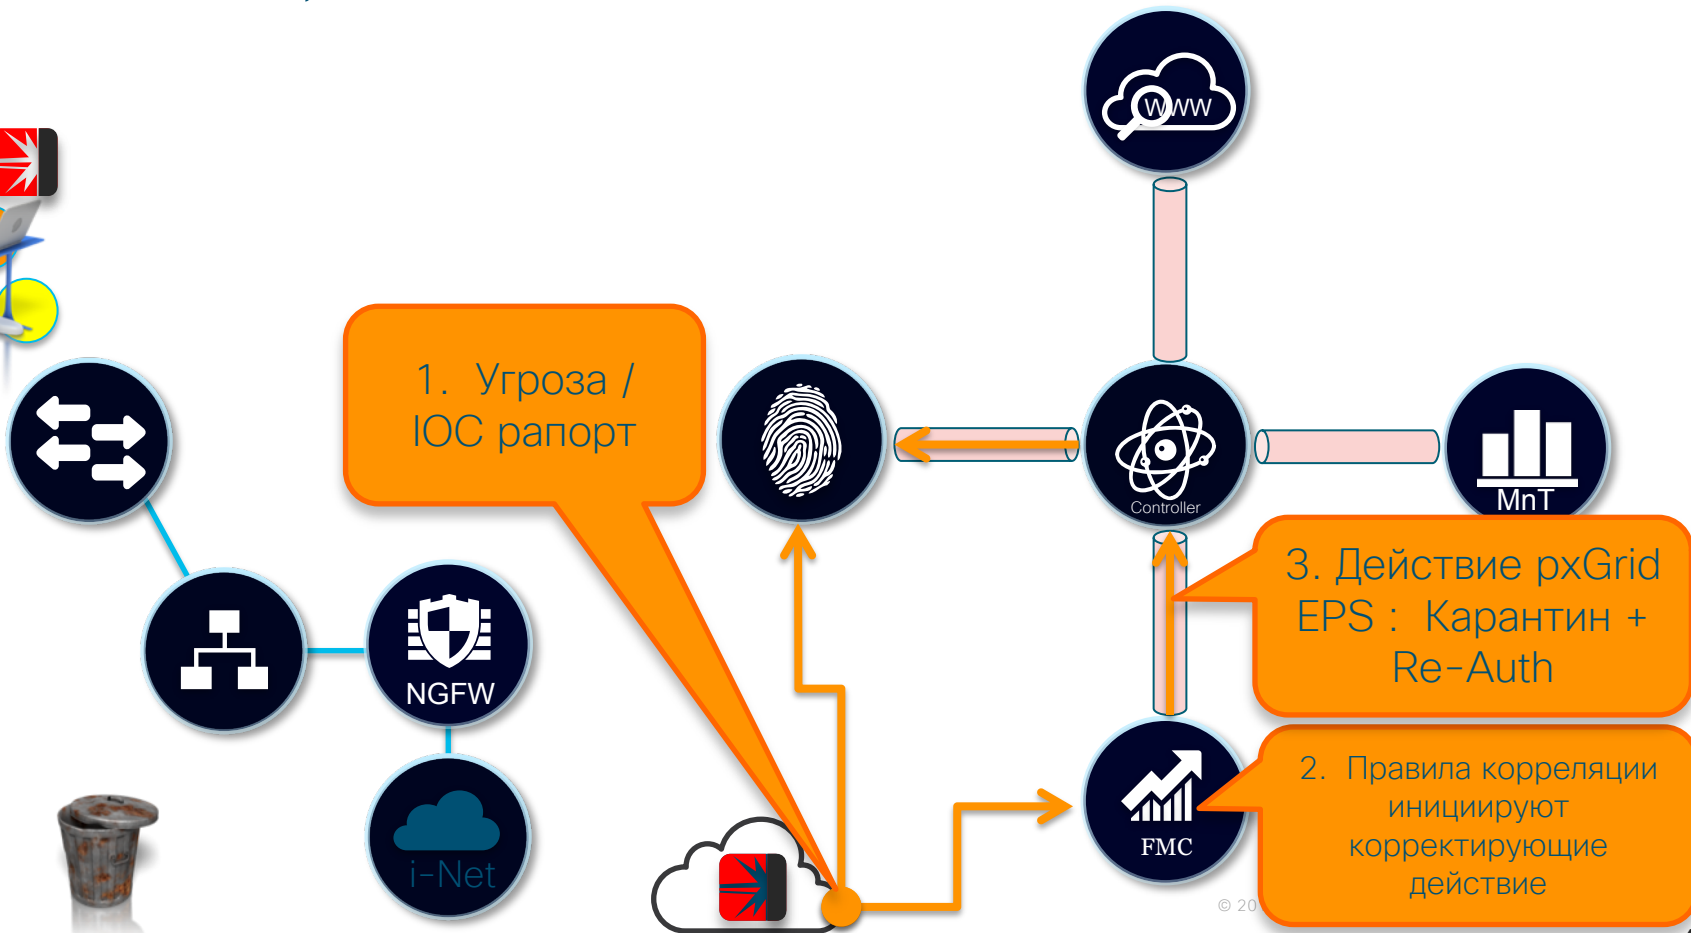 WWW
1. Угроза /
IOC рапорт
Controller
MnT
3. Действие pxGrid
EPS : Карантин +
Re-Auth
NGFW
2. Правила корреляции
инициируют
корректирующие
действие
FMC
i-Net
© 20